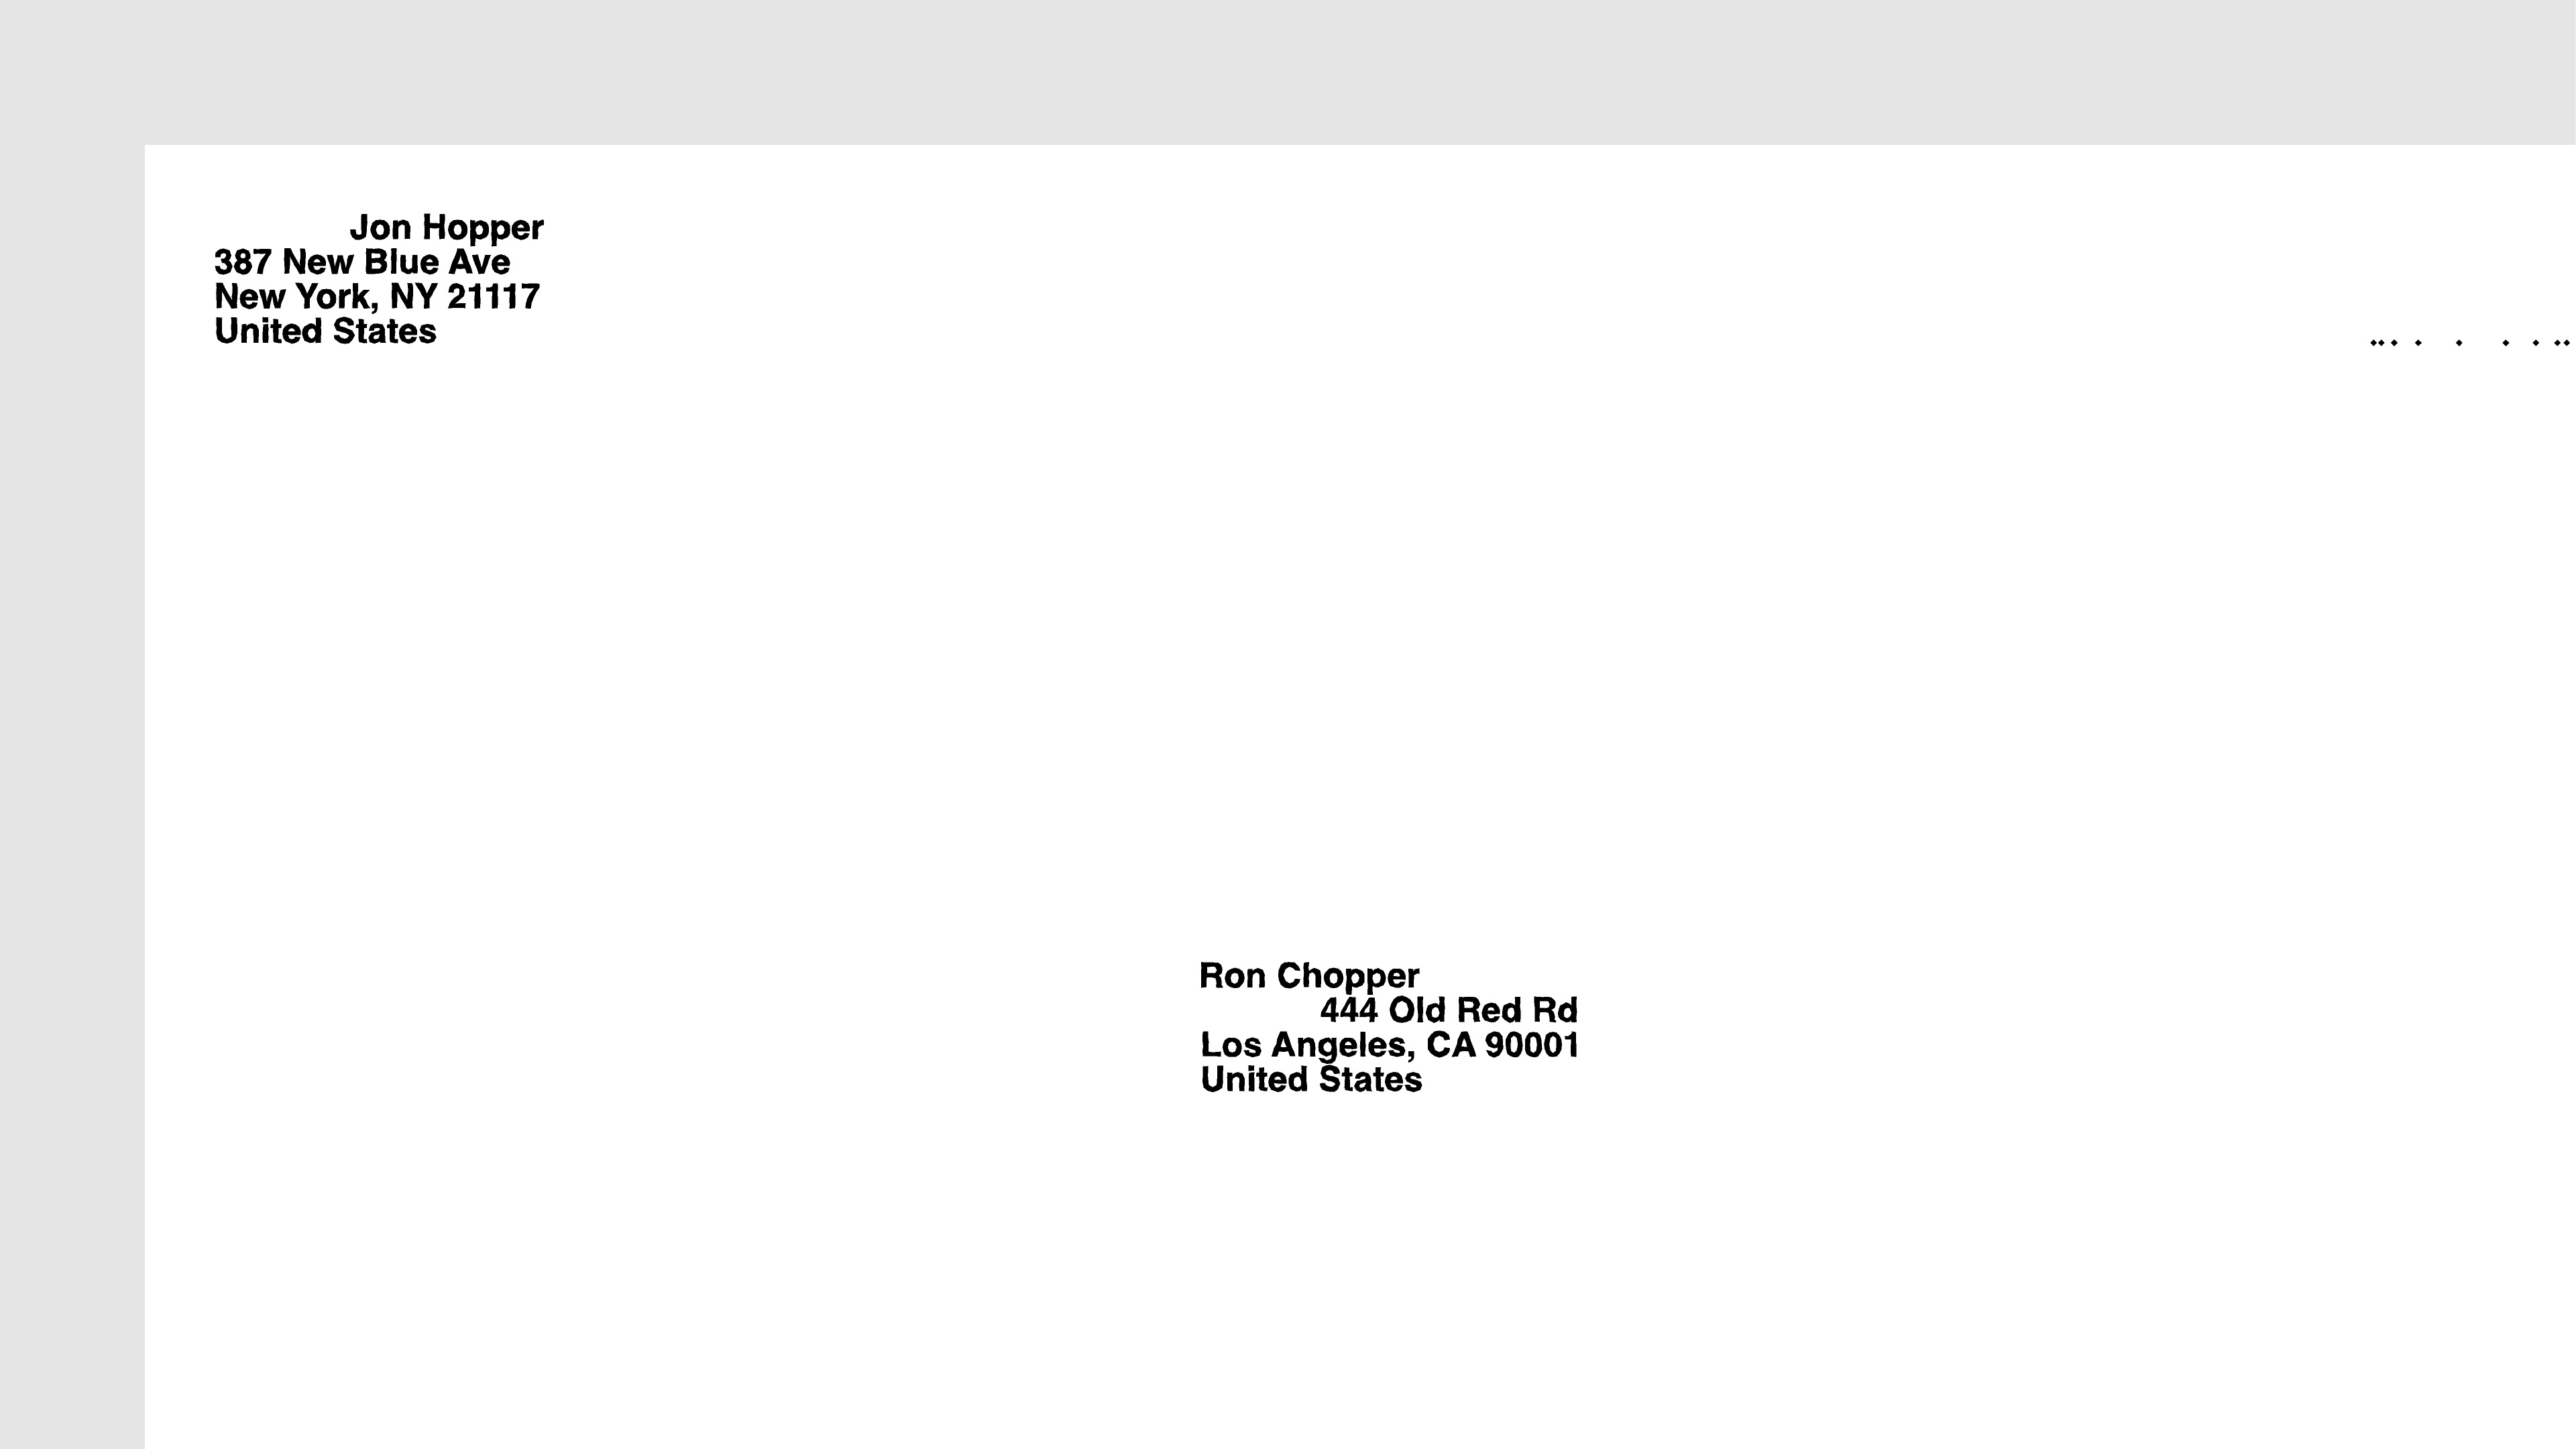 Jon Hopper
387 New Blue Ave
New York, NY 21117
United States
Ron Chopper
444 Old Red Rd
Los Angeles, CA 90001
United States